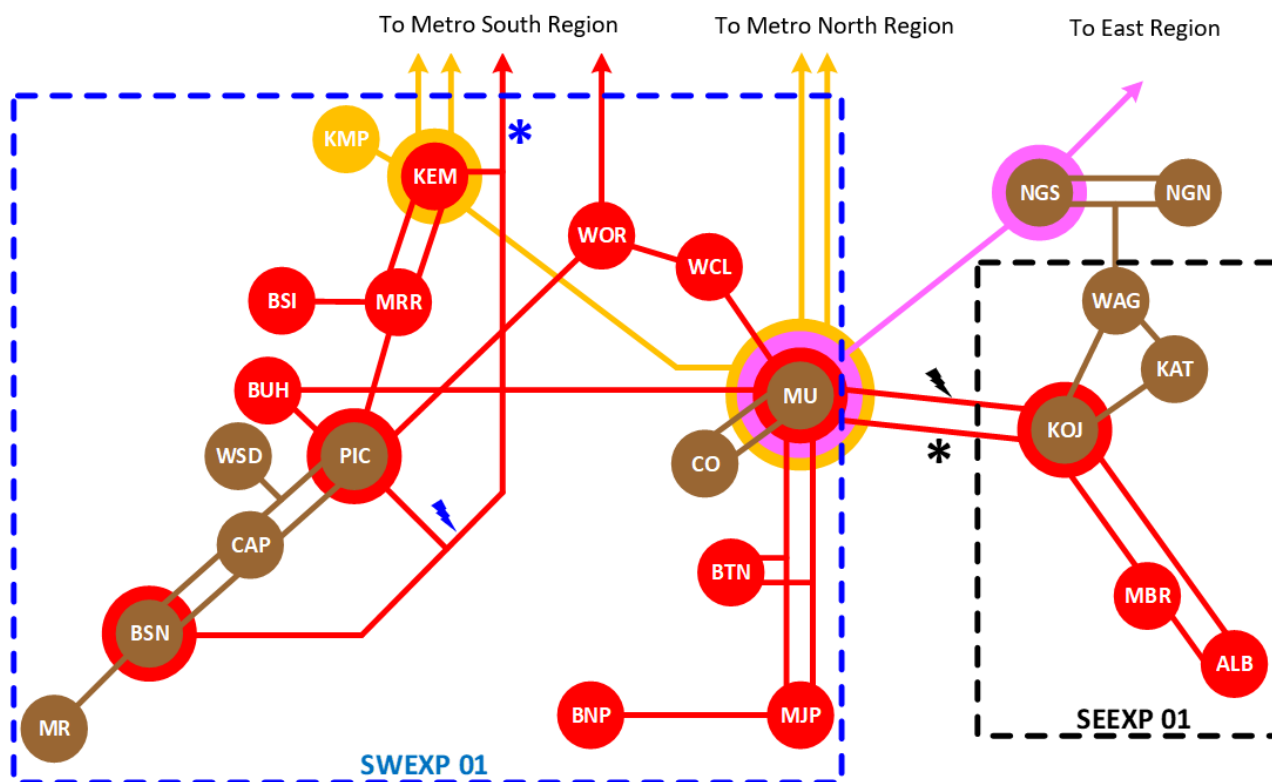 To Metro South Region
To Metro North Region
To East Region
*
KMP
KEM
NGS
NGN
WOR
WCL
BSI
MRR
WAG
KAT
BUH
MU
WSD
PIC
KOJ
*
CO
CAP
BTN
MBR
BSN
ALB
MR
BNP
MJP
SEEXP 01
SWEXP 01